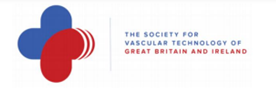 THE SOCIETY FOR
VASCULAR TECHNOLOGY OF
GREAT BRITAIN AND IRELAND